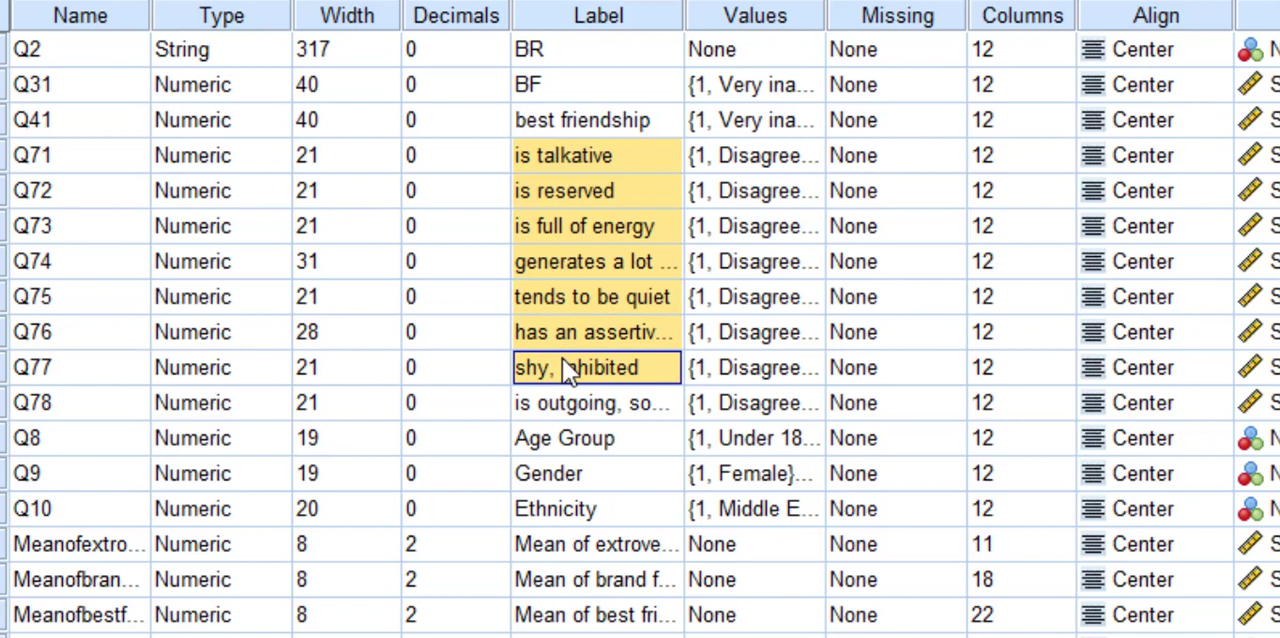 Name Type Width Decimals Label Values Missing Columns Align
Q2 String 317 0 BR None None 12 Center N
Q31 Numeric 40 0 BF {1, Very ina... None 12 Center S
Q41 Numeric 40 0 best friendship {1, Very ina... None 12 Center S
Q71 Numeric 21 0 is talkative {1, Disagree... None 12 Center S
Q72 Numeric 21 0 is reserved {1, Disagree... None 12 Center S
Q73 Numeric 21 0 is full of energy {1, Disagree... None 12 Center S
Q74 Numeric 31 0 generates a lot ... {1, Disagree... None 12 Center S
Q75 Numeric 21 0 tends to be quiet {1, Disagree... None 12 Center S
Q76 Numeric 28 0 has an assertiv... {1, Disagree... None 12 Center S
Q77 Numeric 21 0 shy, inhibited {1, Disagree... None 12 Center S
Q78 Numeric 21 0 is outgoing, so... {1, Disagree... None 12 Center S
Q8 Numeric 19 0 Age Group {1, Under 18... None 12 Center N
Q9 Numeric 19 0 Gender {1, Female}... None 12 Center N
Q10 Numeric 20 0 Ethnicity {1, Middle E... None 12 Center N
Meanofextro... Numeric 8 2 Mean of extrove... None None 11 Center S
Meanofbran... Numeric 8 2 Mean of brand f... None None 18 Center S
Meanofbestf... Numeric 8 2 Mean of best fri... None None 22 Center S